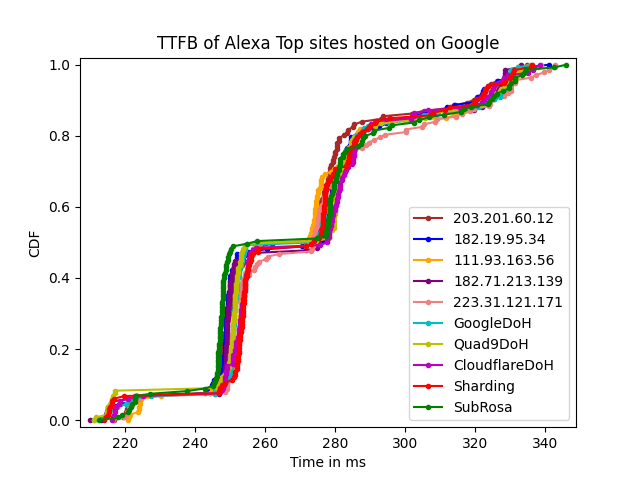 TTFB of Alexa Top sites hosted on Google
1.0
0.8
0.6
0.4
0.2
0.0
CDF
203.201.60.12
182.19.95.34
111.93.163.56
182.71.213.139
223.31.121.171
GoogleDoH
Quad9DoH
CloudflareDoH
Sharding
SubRosa
220 240 260 280 300 320 340
Time in ms